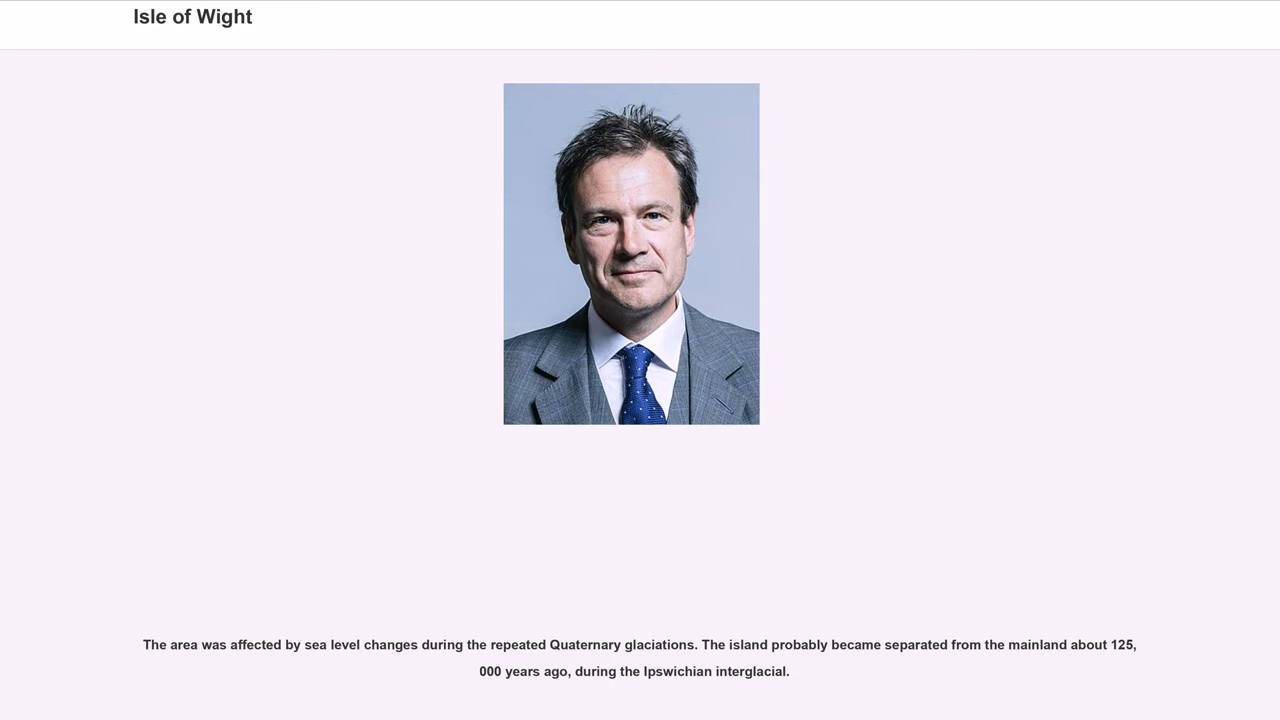 Isle of Wight
The area was affected by sea level changes during the repeated Quaternary glaciations. The island probably became separated from the mainland about 125,
000 years ago, during the Ipswichian interglacial.